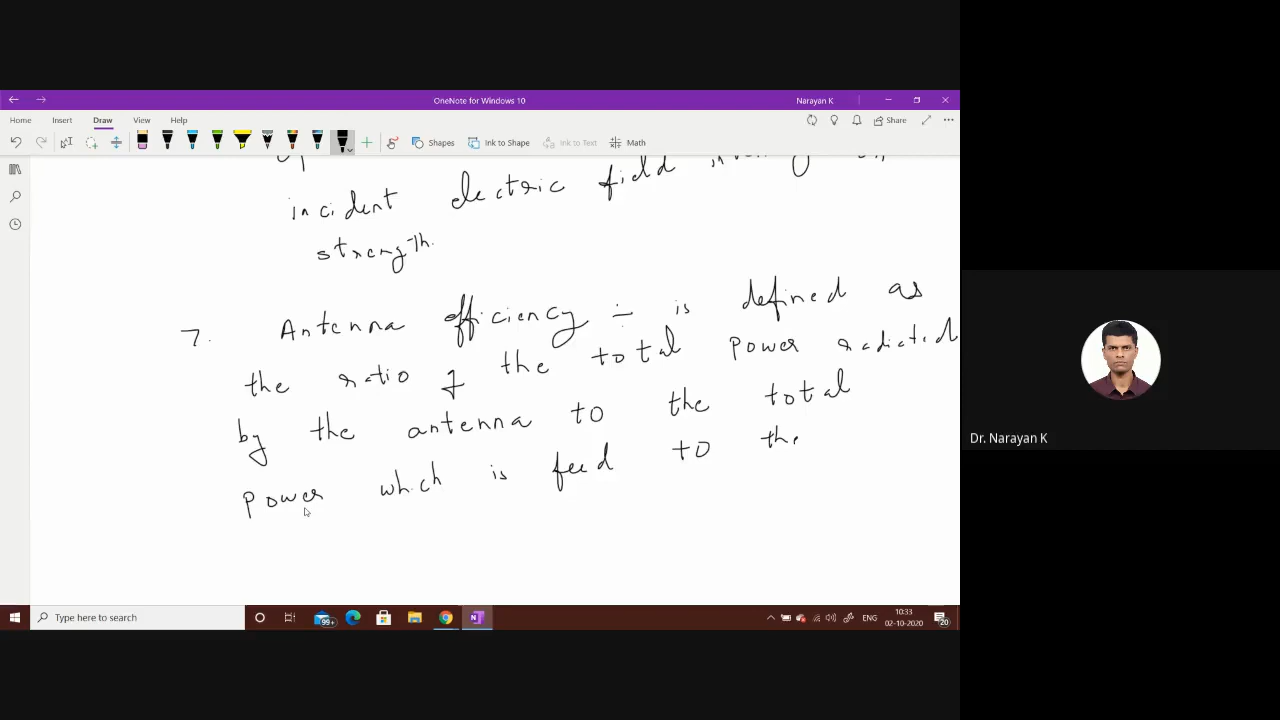 OneNote for Windows 10
Narayan K
Home Insert Draw View Help
Share
Shapes Ink to Shape Ink to Text Math
incident electric field
strength.
7. Antenna efficiency :- is defined as
the ratio of the total power radiated
by the antenna to the total
power which is feed to the
Dr. Narayan K
Type here to search
99+
ENG
10:33
02-10-2020
20